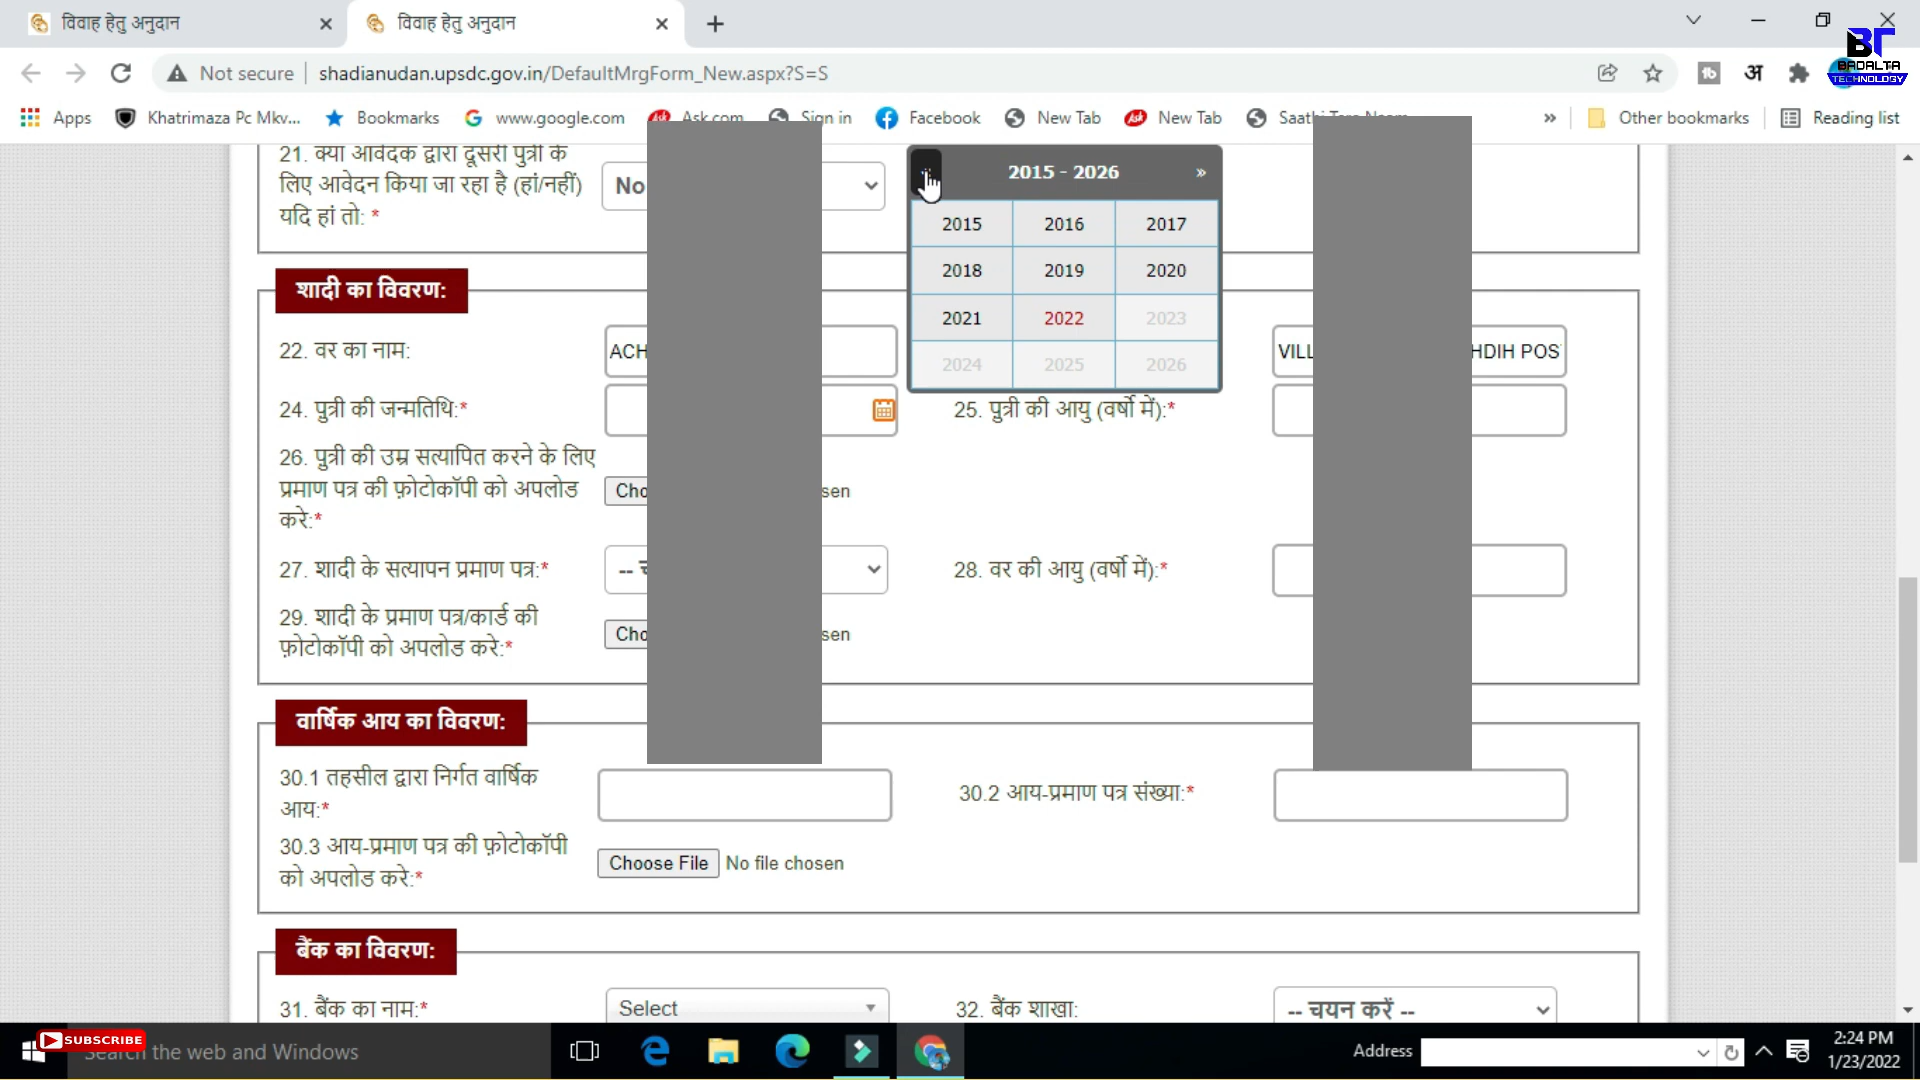 विवाह हेतु अनुदान
विवाह हेतु अनुदान
BT
BADALTA
TECHNOLOGY
Not secure
shadianudan.upsdc.gov.in/DefaultMrgForm_New.aspx?S=S
अ
Apps
Khatrimaza Pc Mkv...
Bookmarks
www.google.com
Ask.com
Sign in
Facebook
New Tab
New Tab
Other bookmarks
Reading list
21. क्या आवेदक द्वारा दूसरी पुत्री के
लिए आवेदन किया जा रहा है (हां/नहीं)
यदि हां तो: *
No
2015 - 2026 »
2015 2016 2017
2018 2019 2020
2021 2022 2023
2024 2025 2026
शादी का विवरण:
22. वर का नाम:
ACH
VILL
HDIH POS
24. पुत्री की जन्मतिथि:*
25. पुत्री की आयु (वर्षो में):*
26. पुत्री की उम्र सत्यापित करने के लिए
प्रमाण पत्र की फ़ोटोकॉपी को अपलोड
करे:*
Cho
sen
27. शादी के सत्यापन प्रमाण पत्र:*
--
28. वर की आयु (वर्षो में):*
29. शादी के प्रमाण पत्र/कार्ड की
फ़ोटोकॉपी को अपलोड करे:*
Cho
sen
वार्षिक आय का विवरण:
30.1 तहसील द्वारा निर्गत वार्षिक
आय:*
30.2 आय-प्रमाण पत्र संख्या:*
30.3 आय-प्रमाण पत्र की फ़ोटोकॉपी
को अपलोड करे:*
Choose File No file chosen
बैंक का विवरण:
31. बैंक का नाम:*
Select
32. बैंक शाखा:
-- चयन करें --
SUBSCRIBE
Search the web and Windows
Address
2:24 PM
1/23/2022